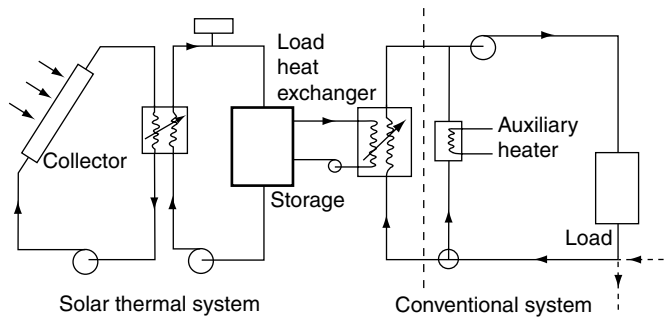 Load
heat
exchanger
Collector
Storage
Auxiliary
heater
Load
Solar thermal system
Conventional system